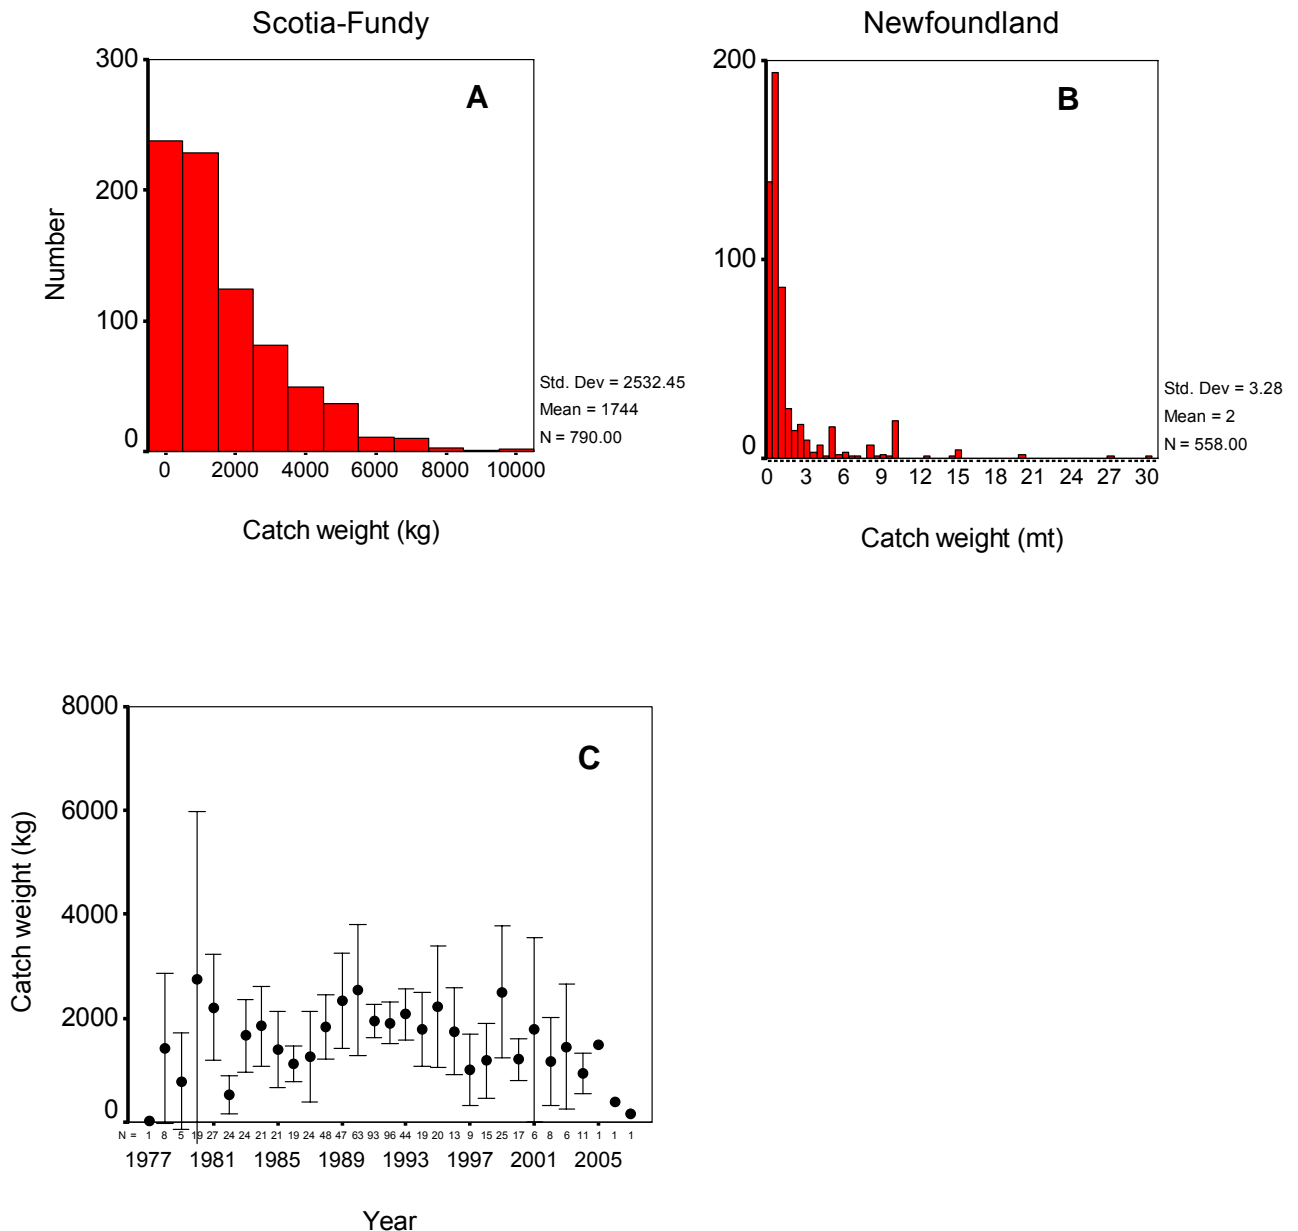 Scotia-Fundy
Newfoundland
300
200
100
0
Number
A
Std. Dev = 2532.45
Mean = 1744
N = 790.00
0 2000 4000 6000 8000 10000
Catch weight (kg)
200
100
0
B
Std. Dev = 3.28
Mean = 2
N = 558.00
0 3 6 9 12 15 18 21 24 27 30
Catch weight (mt)
8000
6000
4000
2000
0
Catch weight (kg)
C
N = 1 8 5 19 27 24 24 21 21 19 24 48 47 63 93 96 44 19 20 13 9 15 25 17 6 8 6 11 1 1 1
1977 1981 1985 1989 1993 1997 2001 2005
Year